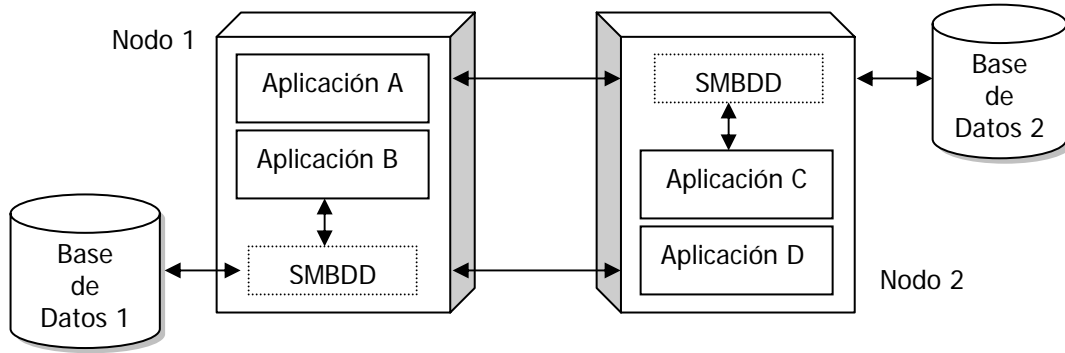 Nodo 1
Aplicación A
Aplicación B
SMBDD
Base
de
Datos 1
SMBDD
Aplicación C
Aplicación D
Nodo 2
Base
de
Datos 2